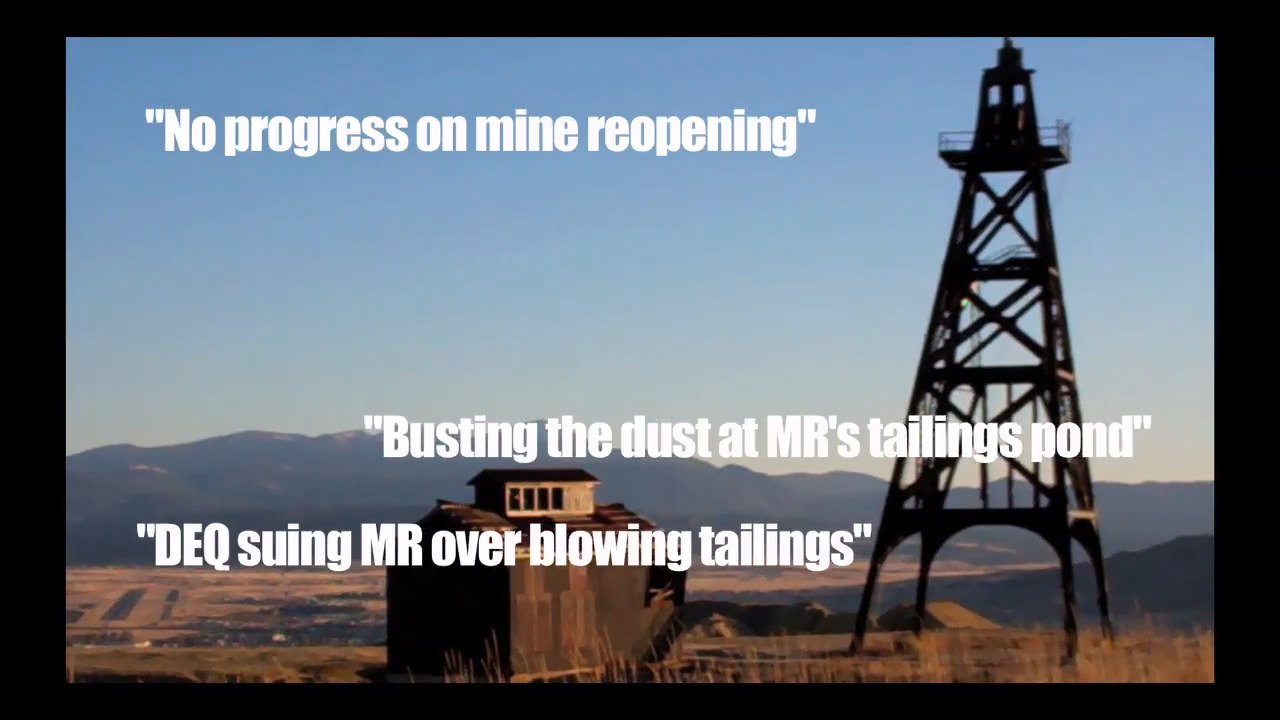 "No progress on mine reopening"
"Busting the dust at MR's tailings pond"
"DEQ suing MR over blowing tailings"